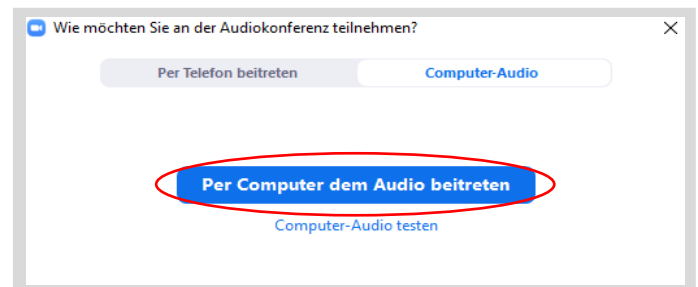 Wie möchten Sie an der Audiokonferenz teilnehmen?
Per Telefon beitreten Computer-Audio
Per Computer dem Audio beitreten
Computer-Audio testen